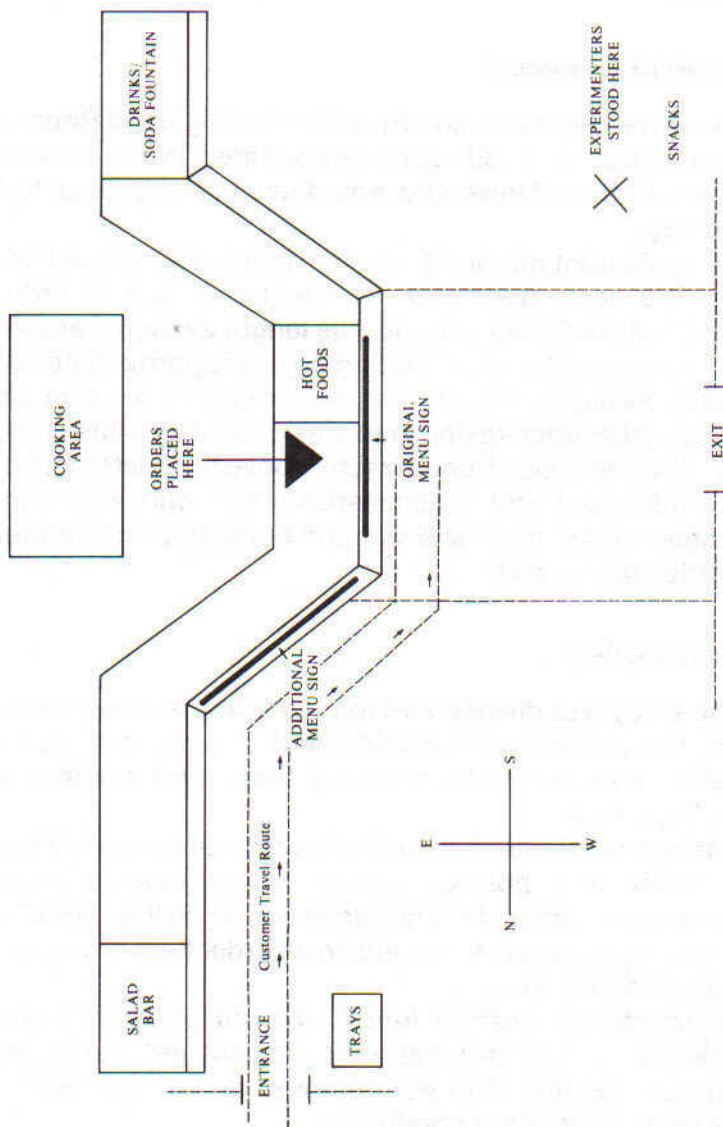 SALAD
BAR
ENTRANCE
Customer Travel Route
TRAYS
ADDITIONAL
MENU SIGN
N
E
S
W
COOKING
AREA
ORDERS
PLACED
HERE
HOT
FOODS
ORIGINAL
MENU SIGN
DRINKS/
SODA FOUNTAIN
EXPERIMENTERS
STOOD HERE
SNACKS
EXIT